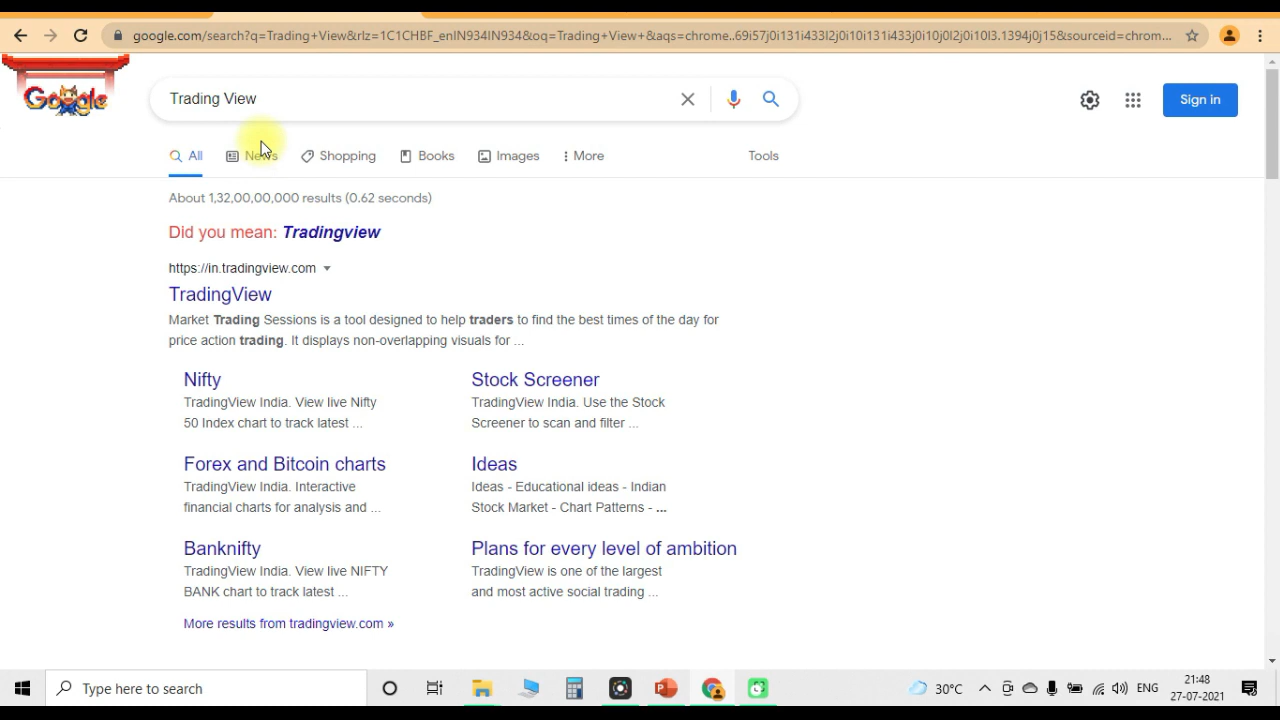 google.com/search?q=Trading+View&rlz=1C1CHBF_enIN934IN934&oq=Trading+View+&aqs=chrome..69i57j0i131i433l2j0i10i131i433j0i10j0l2j0i10l3.1394j0j15&sourceid=chrom...
Google
Trading View
Sign in
All News Shopping Books Images More Tools
About 1,32,00,00,000 results (0.62 seconds)
Did you mean: Tradingview
https://in.tradingview.com
TradingView
Market Trading Sessions is a tool designed to help traders to find the best times of the day for
price action trading. It displays non-overlapping visuals for ...
Nifty
TradingView India. View live Nifty
50 Index chart to track latest ...
Stock Screener
TradingView India. Use the Stock
Screener to scan and filter ...
Forex and Bitcoin charts
TradingView India. Interactive
financial charts for analysis and ...
Ideas
Ideas - Educational ideas - Indian
Stock Market - Chart Patterns - ...
Banknifty
TradingView India. View live NIFTY
BANK chart to track latest ...
Plans for every level of ambition
TradingView is one of the largest
and most active social trading ...
More results from tradingview.com »
Type here to search
30°C
ENG
21:48
27-07-2021